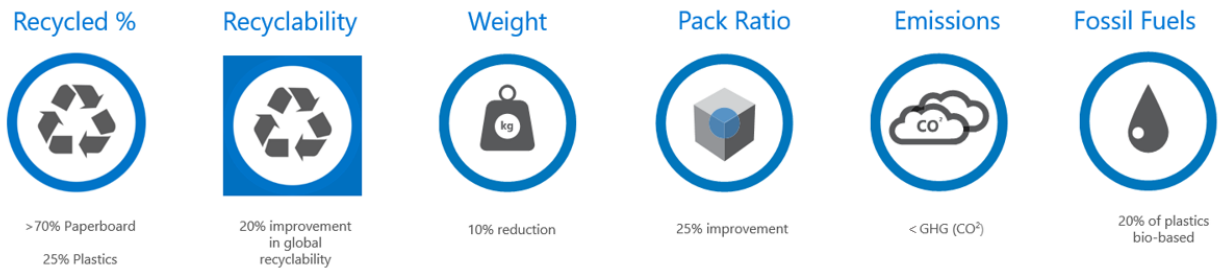 Recycled %
Recyclability
Weight
Pack Ratio
Emissions
Fossil Fuels
kg
CO²
>70% Paperboard
25% Plastics
20% improvement
in global
recyclability
10% reduction
25% improvement
< GHG (CO²)
20% of plastics
bio-based